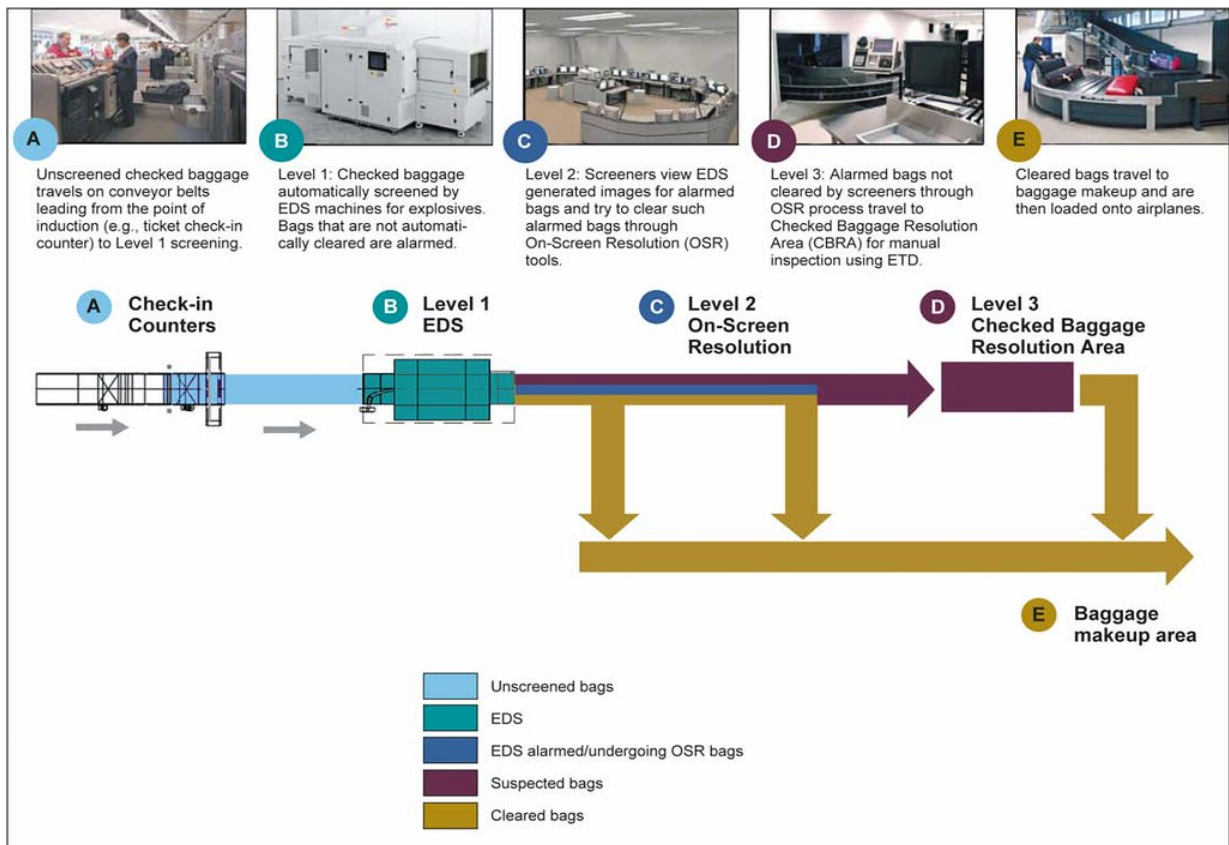 A
Unscreened checked baggage
travels on conveyor belts
leading from the point of
induction (e.g., ticket check-in
counter) to Level 1 screening.
B
Level 1: Checked baggage
automatically screened by
EDS machines for explosives.
Bags that are not automati-
cally cleared are alarmed.
C
Level 2: Screeners view EDS
generated images for alarmed
bags and try to clear such
alarmed bags through
On-Screen Resolution (OSR)
tools.
D
Level 3: Alarmed bags not
cleared by screeners through
OSR process travel to
Checked Baggage Resolution
Area (CBRA) for manual
inspection using ETD.
E
Cleared bags travel to
baggage makeup and are
then loaded onto airplanes.
A Check-in
Counters
B Level 1
EDS
C Level 2
On-Screen
Resolution
D Level 3
Checked Baggage
Resolution Area
E Baggage
makeup area
Unscreened bags
EDS
EDS alarmed/undergoing OSR bags
Suspected bags
Cleared bags